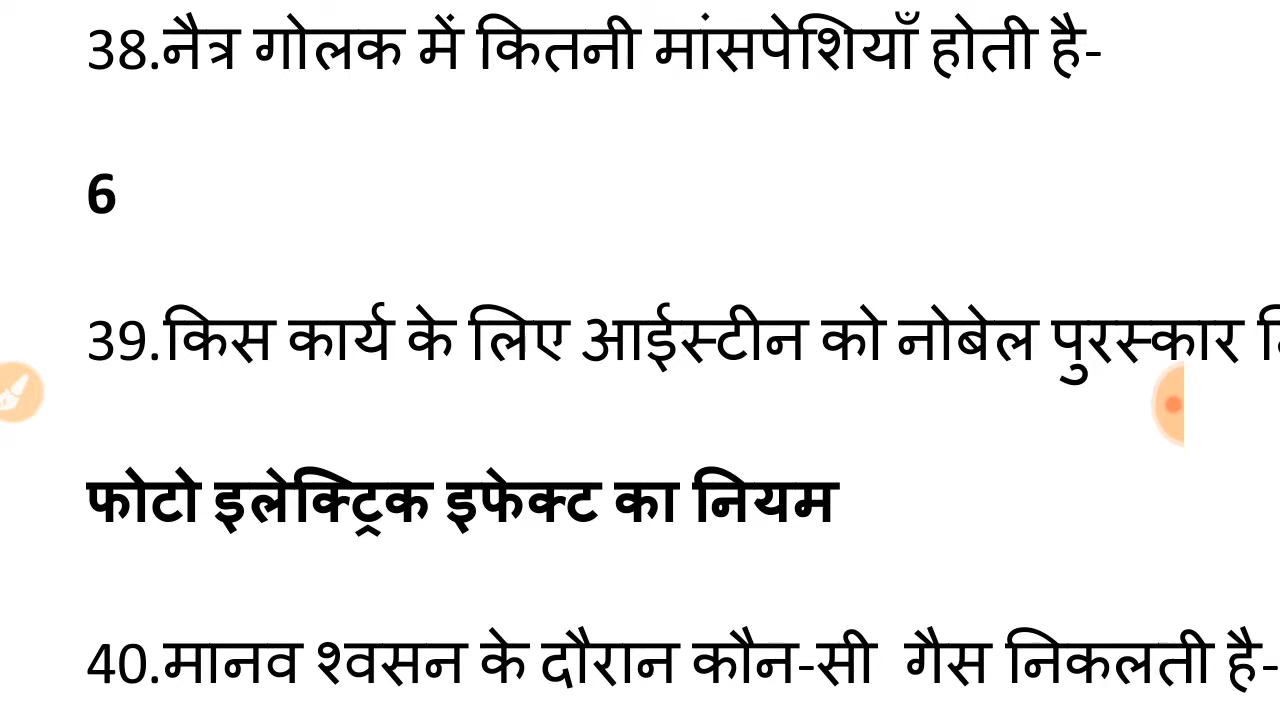 38.नैत्र गोलक में कितनी मांसपेशियाँ होती है-
6
39.किस कार्य के लिए आईस्टीन को नोबेल पुरस्कार
फोटो इलेक्ट्रिक इफेक्ट का नियम
40.मानव श्वसन के दौरान कौन-सी गैस निकलती है-